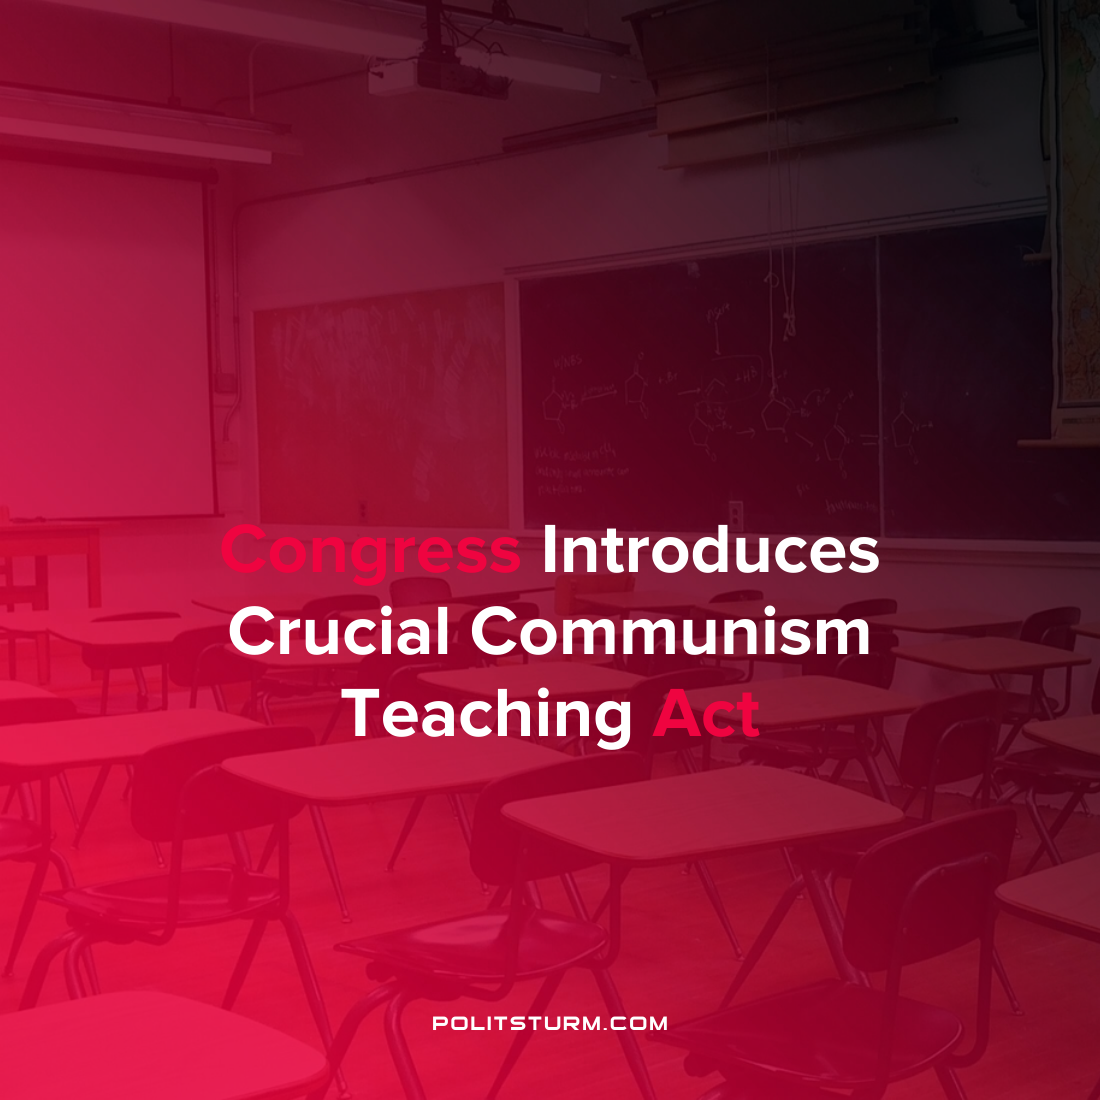 Congress Introduces
Crucial Communism
Teaching Act
POLITSTURM.COM